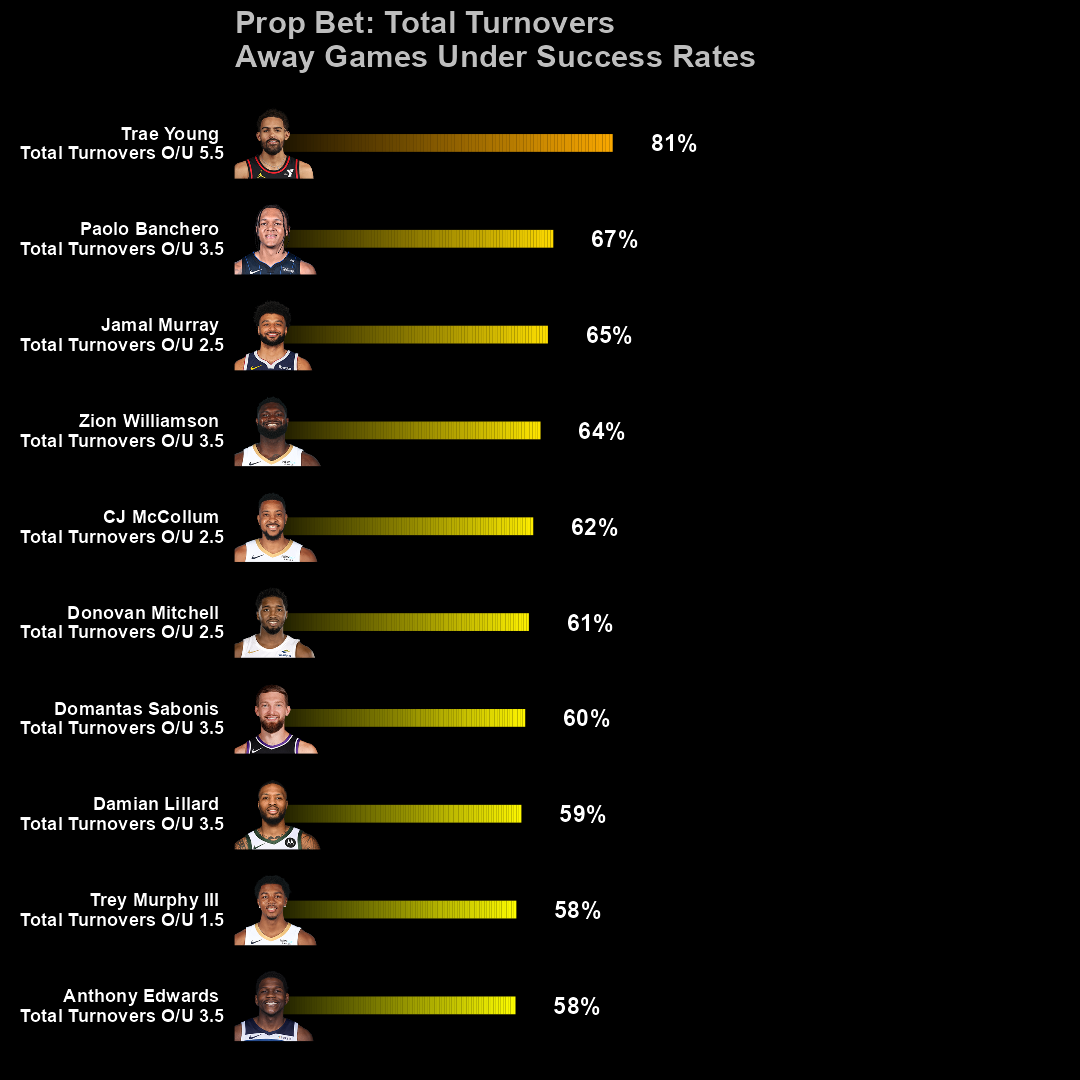 Prop Bet: Total Turnovers
Away Games Under Success Rates
Trae Young
Total Turnovers O/U 5.5
81%
Paolo Banchero
Total Turnovers O/U 3.5
67%
Jamal Murray
Total Turnovers O/U 2.5
65%
Zion Williamson
Total Turnovers O/U 3.5
64%
CJ McCollum
Total Turnovers O/U 2.5
62%
Donovan Mitchell
Total Turnovers O/U 2.5
61%
Domantas Sabonis
Total Turnovers O/U 3.5
60%
Damian Lillard
Total Turnovers O/U 3.5
59%
Trey Murphy III
Total Turnovers O/U 1.5
58%
Anthony Edwards
Total Turnovers O/U 3.5
58%